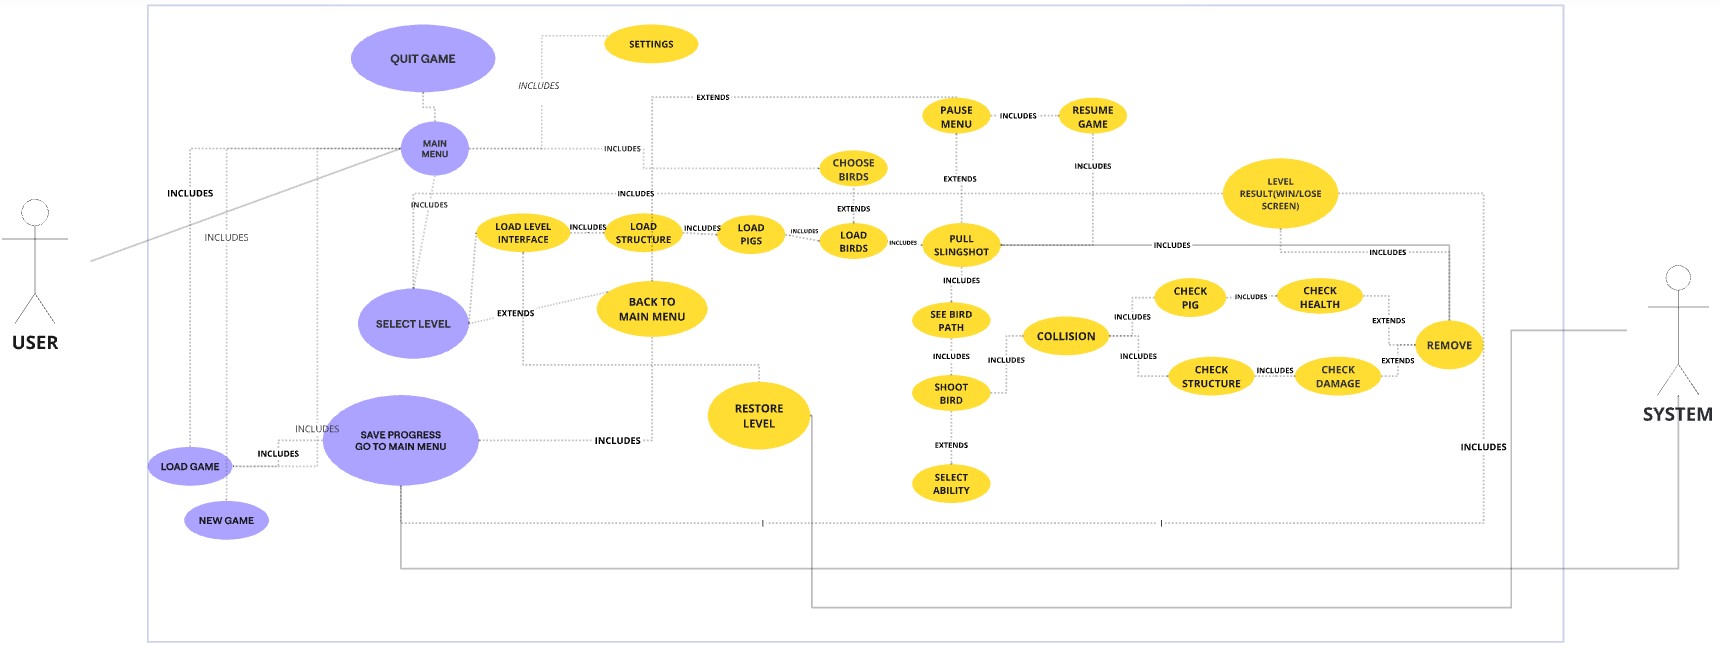 QUIT GAME
SETTINGS
INCLUDES
EXTENDS
PAUSE
MENU
INCLUDES
RESUME
GAME
MAIN
MENU
INCLUDES
CHOOSE
BIRDS
INCLUDES
EXTENDS
INCLUDES
INCLUDES
INCLUDES
LEVEL
RESULT(WIN/LOSE
SCREEN)
INCLUDES
EXTENDS
INCLUDES
LOAD LEVEL
INTERFACE
INCLUDES
LOAD
STRUCTURE
INCLUDES
LOAD
PIGS
INCLUDES
LOAD
BIRDS
INCLUDES
PULL
SLINGSHOT
INCLUDES
INCLUDES
INCLUDES
SELECT LEVEL
EXTENDS
BACK TO
MAIN MENU
SEE BIRD
PATH
CHECK
PIG
INCLUDES
CHECK
HEALTH
INCLUDES
EXTENDS
COLLISION
REMOVE
USER
INCLUDES
INCLUDES
INCLUDES
EXTENDS
CHECK
STRUCTURE
INCLUDES
CHECK
DAMAGE
SHOOT
BIRD
RESTORE
LEVEL
SYSTEM
INCLUDES
SAVE PROGRESS
GO TO MAIN MENU
INCLUDES
EXTENDS
INCLUDES
INCLUDES
LOAD GAME
SELECT
ABILITY
NEW GAME